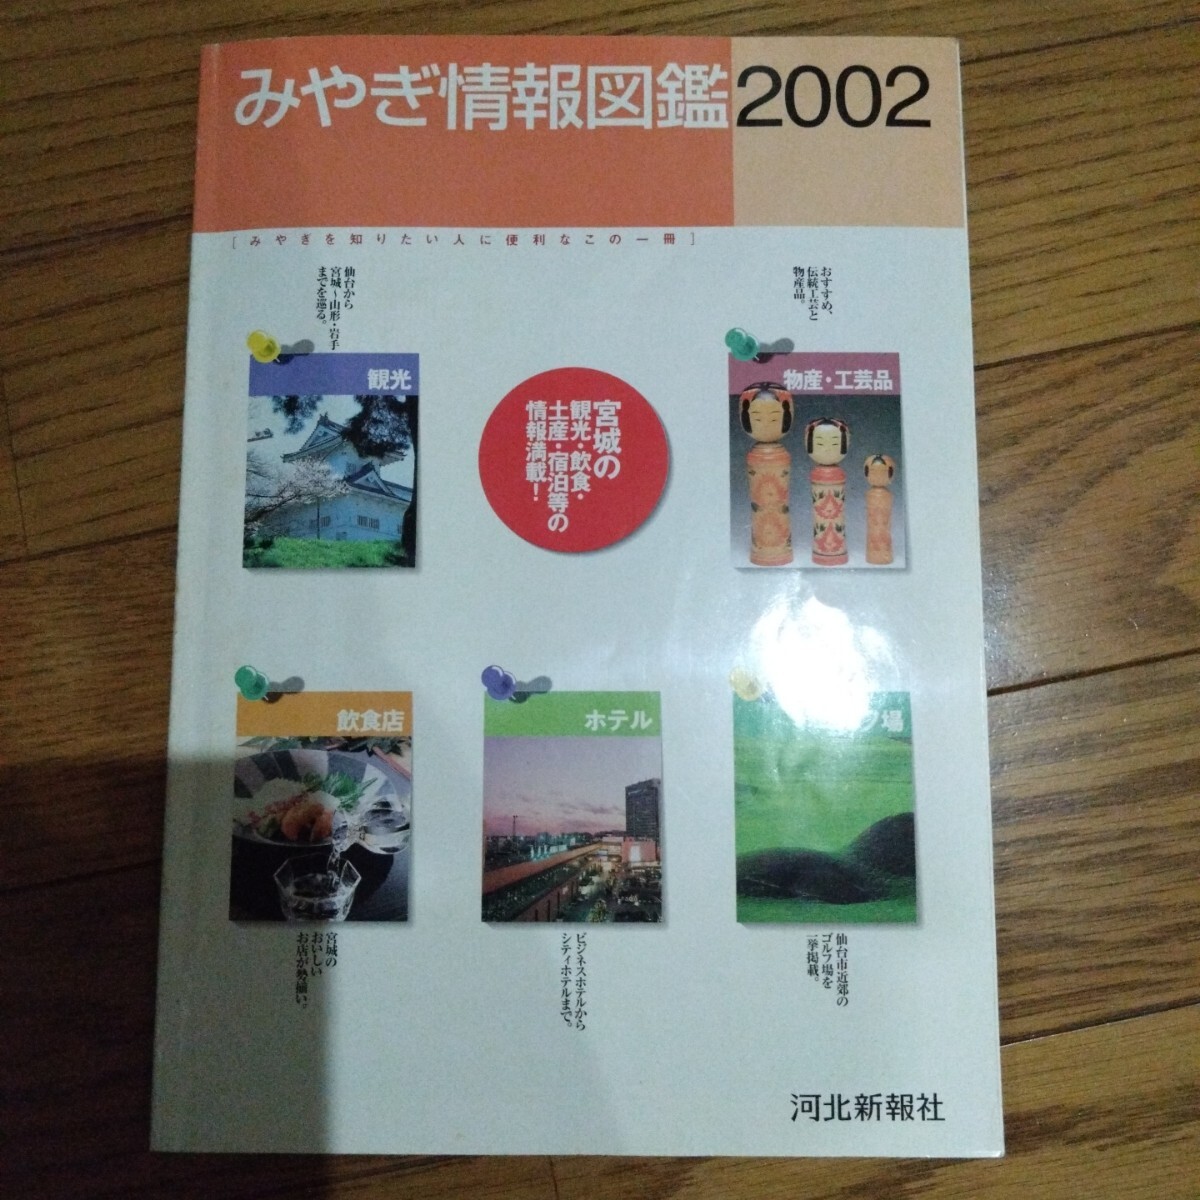 みやぎ情報図鑑2002
[みやぎを知りたい人に便利なこの一冊]
仙台から
宮城〜山形・岩手
までを巡る。
観光
宮城の
観光・飲食・
土産・宿泊等の
情報満載!
おすすめ、
伝統工芸と
物産品。
物産・工芸品
飲食店
宮城の
おいしい
お店が勢揃い。
ホテル
ビジネスホテルから
シティホテルまで。
フ場
仙台市近郊の
ゴルフ場を
一挙掲載。
河北新報社